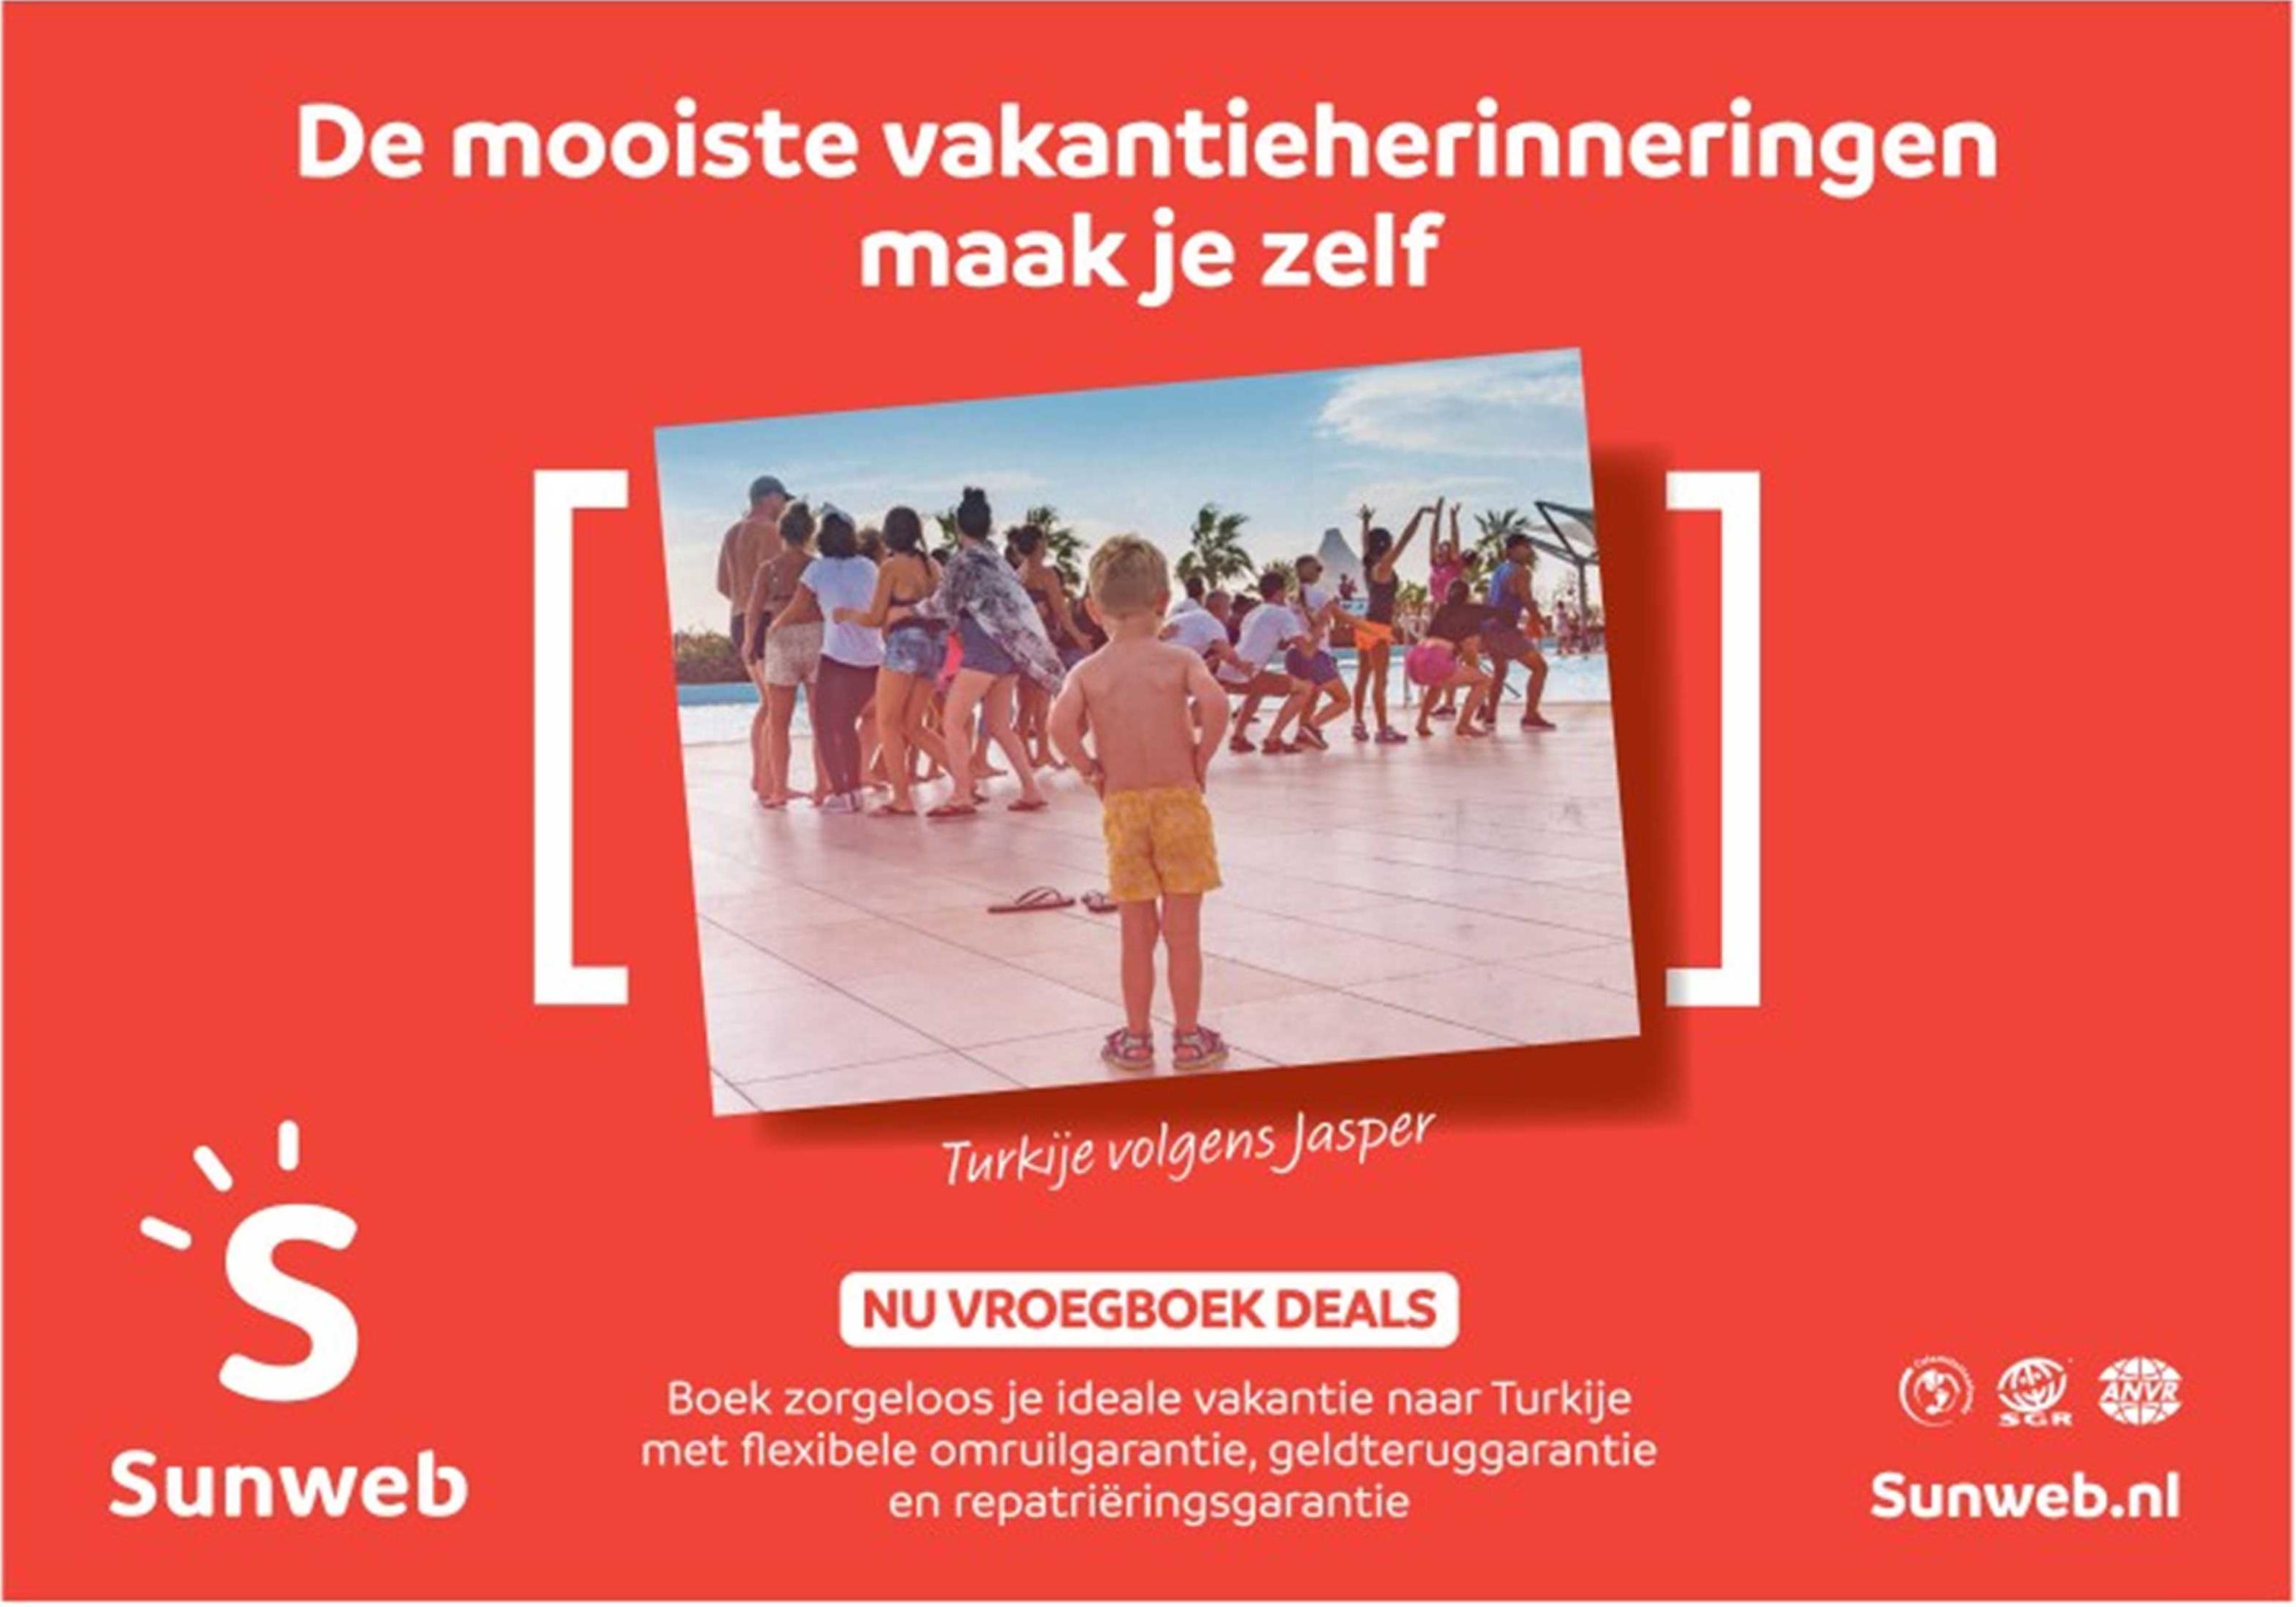 De mooiste vakantieherinneringen
maak je zelf
Turkije volgens Jasper
S
Sunweb
NU VROEGBOEK DEALS
Boek zorgeloos je ideale vakantie naar Turkije
met flexibele omruilgarantie, geldteruggarantie
en repatriëringsgarantie
SGR
ANVR
Sunweb.nl